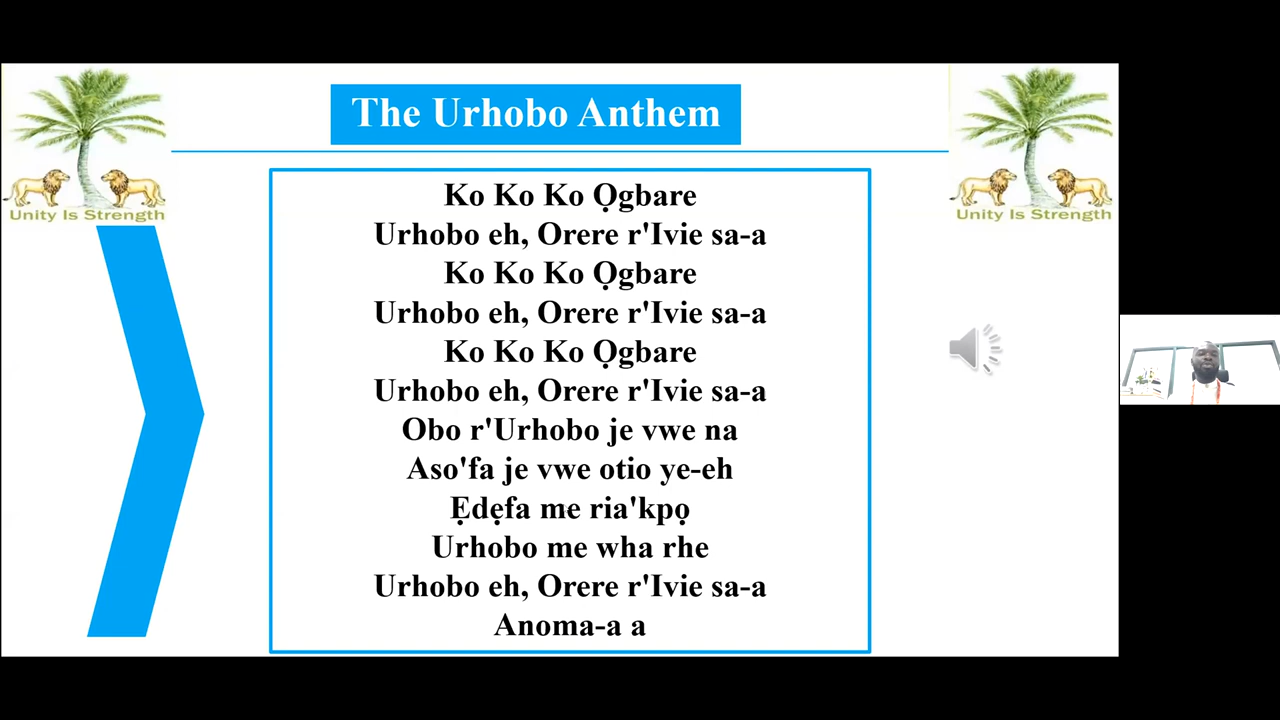 The Urhobo Anthem
Unity Is Strength
Unity Is Strength
Ko Ko Ko Ọgbare
Urhobo eh, Orere r'Ivie sa-a
Ko Ko Ko Ọgbare
Urhobo eh, Orere r'Ivie sa-a
Ko Ko Ko Ọgbare
Urhobo eh, Orere r'Ivie sa-a
Obo r'Urhobo je vwe na
Aso'fa je vwe otio ye-eh
Ẹdẹfa me ria'kpọ
Urhobo me wha rhe
Urhobo eh, Orere r'Ivie sa-a
Anoma-a a